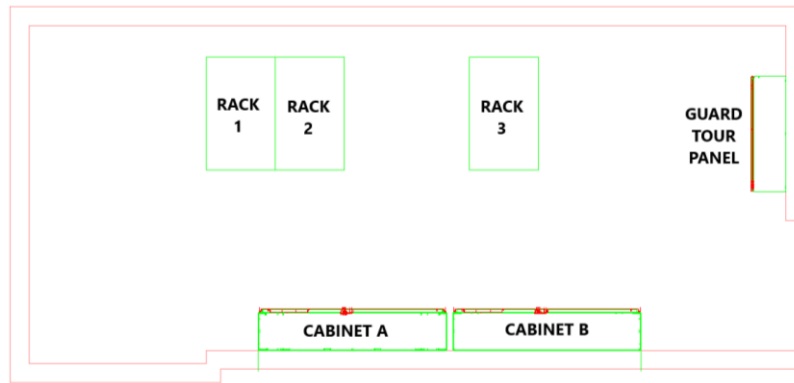 RACK
1
RACK
2
RACK
3
GUARD
TOUR
PANEL
CABINET A
CABINET B